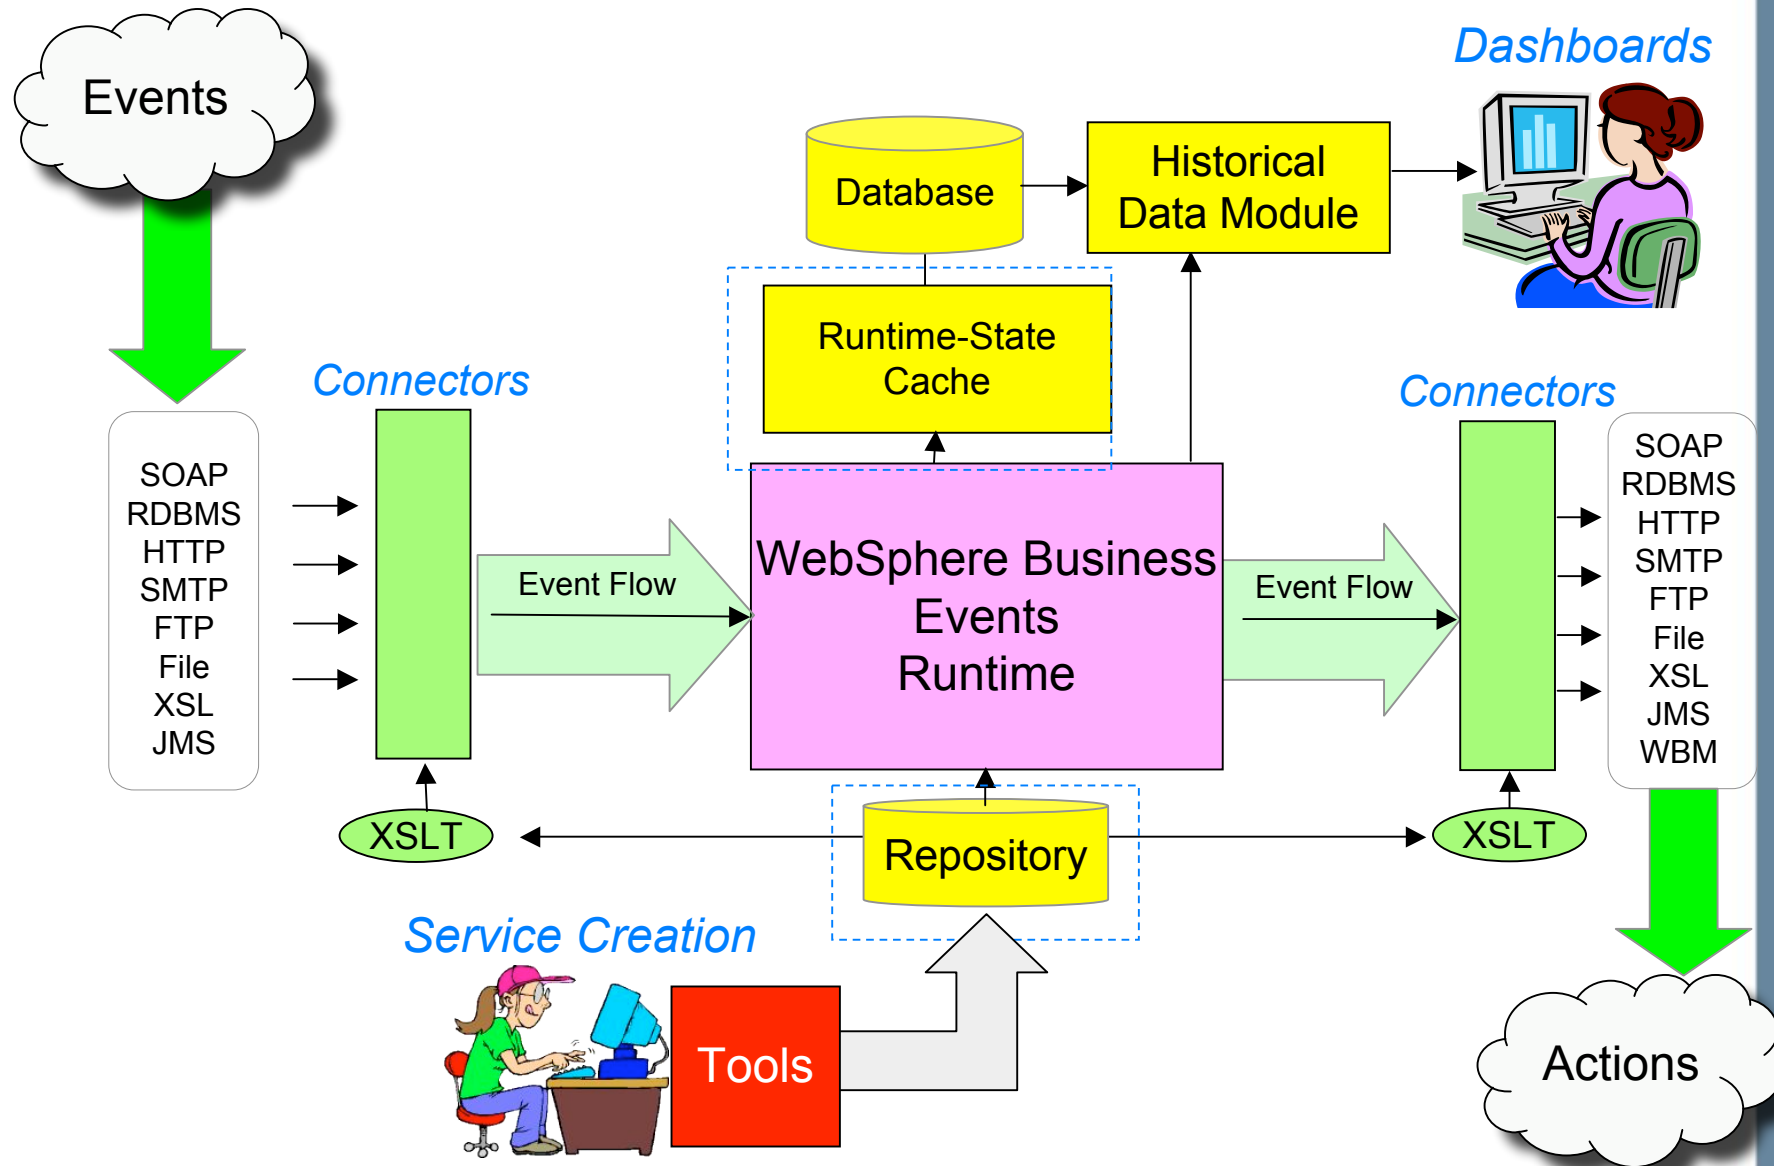 Events
Dashboards
Database
Historical
Data Module
Runtime-State
Cache
Connectors
Connectors
SOAP
RDBMS
HTTP
SMTP
FTP
File
XSL
JMS
Event Flow
WebSphere Business
Events
Runtime
Event Flow
SOAP
RDBMS
HTTP
SMTP
FTP
File
XSL
JMS
WBM
XSLT
Repository
XSLT
Service Creation
Tools
Actions